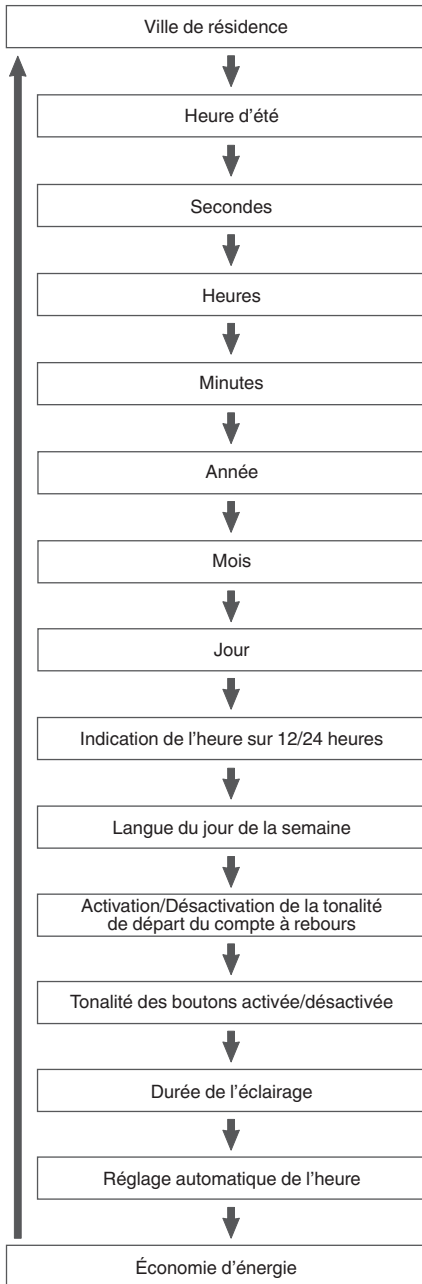 Ville de résidence
Heure d’été
Secondes
Heures
Minutes
Année
Mois
Jour
Indication de l’heure sur 12/24 heures
Langue du jour de la semaine
Activation/Désactivation de la tonalité
de départ du compte à rebours
Tonalité des boutons activée/désactivée
Durée de l’éclairage
Réglage automatique de l’heure
Économie d’énergie